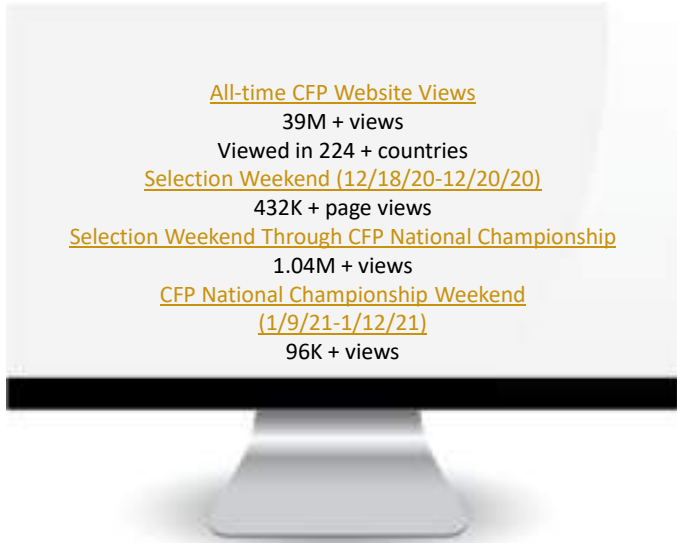 All-time CFP Website Views
39M + views
Viewed in 224 + countries
Selection Weekend (12/18/20-12/20/20)
432K + page views
Selection Weekend Through CFP National Championship
1.04M + views
CFP National Championship Weekend
(1/9/21-1/12/21)
96K + views